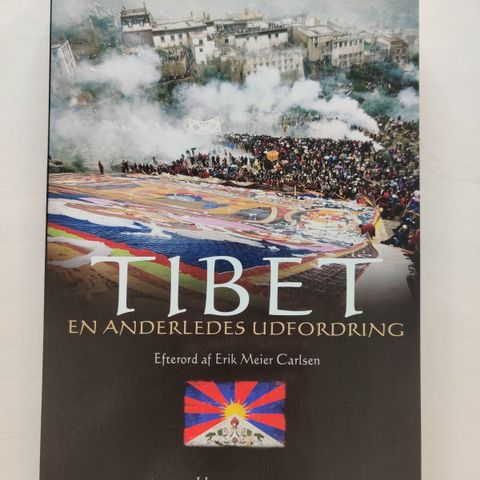 TIBET
EN ANDERLEDES UDFORDRING
Efterord af Erik Meier Carlsen